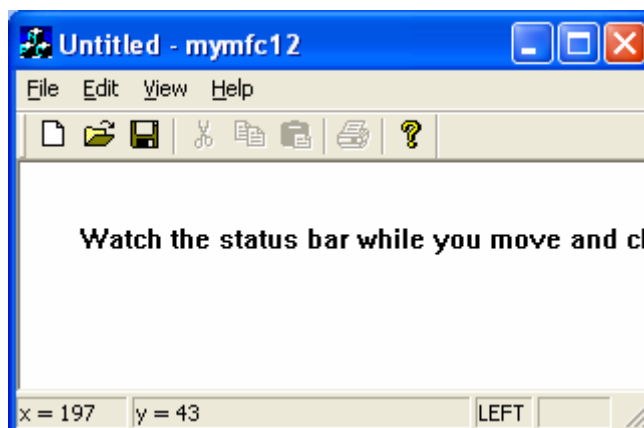 Untitled - mymfc12
File Edit View Help
Watch the status bar while you move and cl
x = 197 y = 43 LEFT